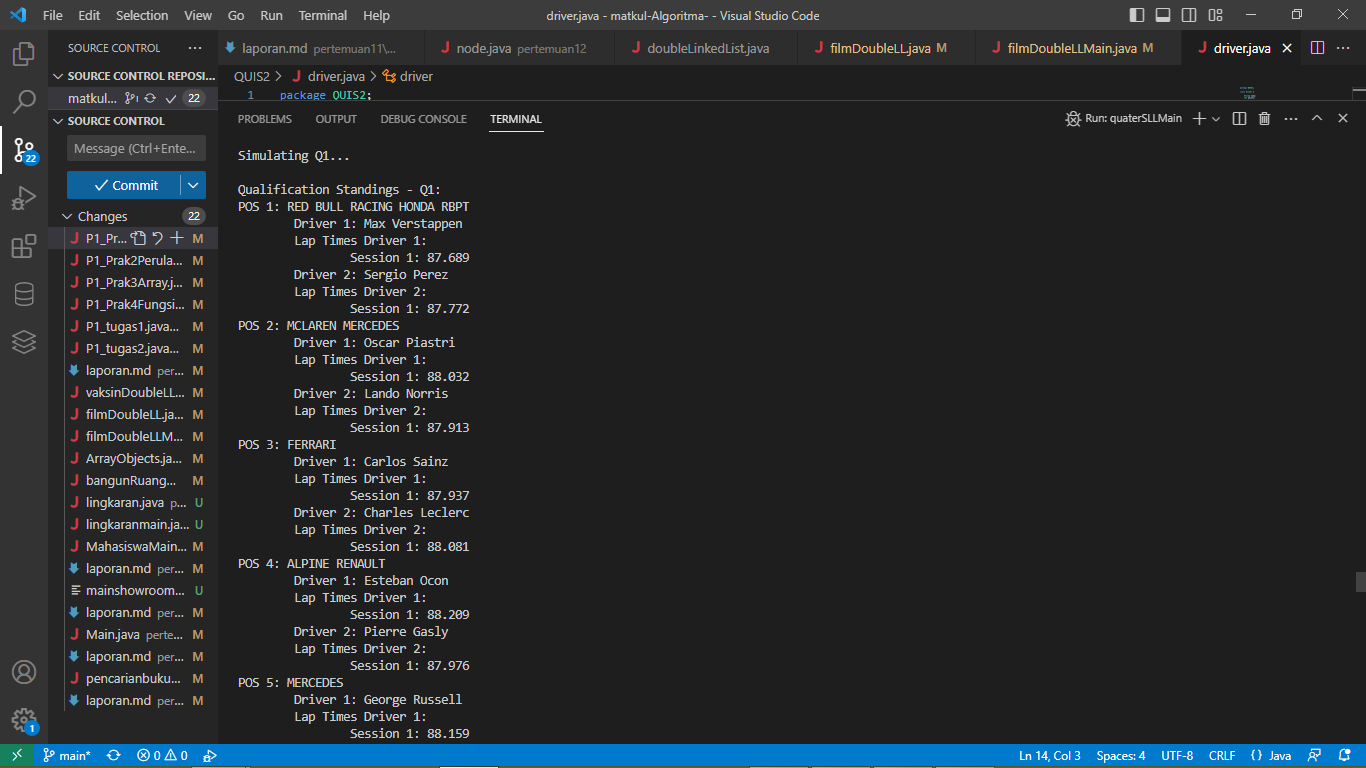 File Edit Selection View Go Run Terminal Help
driver.java - matkul-Algoritma- - Visual Studio Code
SOURCE CONTROL ...
laporan.md pertemuan11\...
node.java pertemuan12
doubleLinkedList.java
filmDoubleLL.java M
filmDoubleLLMain.java M
driver.java
SOURCE CONTROL REPOSI...
matkul... 22
SOURCE CONTROL
Message (Ctrl+Ente...
Commit
Changes 22
P1_Pr... M
P1_Prak2Perula... M
P1_Prak3Array.j... M
P1_Prak4Fungsi... M
P1_tugas1.java... M
P1_tugas2.java... M
laporan.md per... M
vaksinDoubleLL... M
filmDoubleLL.ja... M
filmDoubleLLM... M
ArrayObjects.ja... M
bangunRuang... M
lingkaran.java p... U
lingkaranmain.ja... U
MahasiswaMain... M
laporan.md per... M
mainshowroom... U
laporan.md per... M
Main.java perte... M
laporan.md per... M
pencarianbuku... M
laporan.md per... M
22
1
QUIS2 > driver.java > driver
1 package QUIS2;
PROBLEMS OUTPUT DEBUG CONSOLE TERMINAL
Run: quaterSLLMain
Simulating Q1...
Qualification Standings - Q1:
POS 1: RED BULL RACING HONDA RBPT
Driver 1: Max Verstappen
Lap Times Driver 1:
Session 1: 87.689
Driver 2: Sergio Perez
Lap Times Driver 2:
Session 1: 87.772
POS 2: MCLAREN MERCEDES
Driver 1: Oscar Piastri
Lap Times Driver 1:
Session 1: 88.032
Driver 2: Lando Norris
Lap Times Driver 2:
Session 1: 87.913
POS 3: FERRARI
Driver 1: Carlos Sainz
Lap Times Driver 1:
Session 1: 87.937
Driver 2: Charles Leclerc
Lap Times Driver 2:
Session 1: 88.081
POS 4: ALPINE RENAULT
Driver 1: Esteban Ocon
Lap Times Driver 1:
Session 1: 88.209
Driver 2: Pierre Gasly
Lap Times Driver 2:
Session 1: 87.976
POS 5: MERCEDES
Driver 1: George Russell
Lap Times Driver 1:
Session 1: 88.159
main* 0 0
Ln 14, Col 3 Spaces: 4 UTF-8 CRLF {} Java